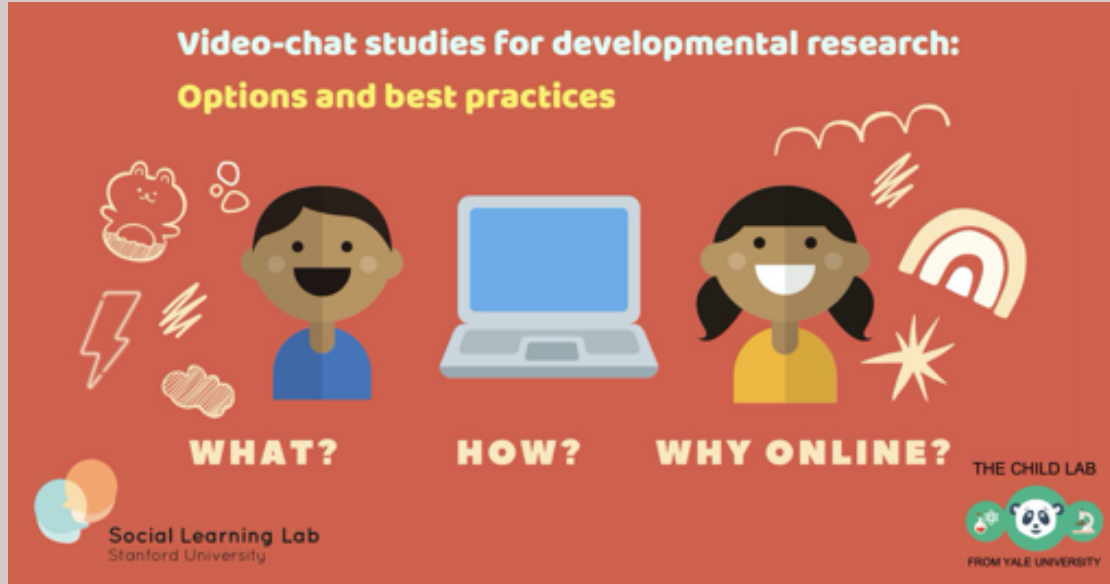 Video-chat studies for developmental research:
Options and best practices
WHAT?
HOW?
WHY ONLINE?
Social Learning Lab
Stanford University
THE CHILD LAB
FROM YALE UNIVERSITY